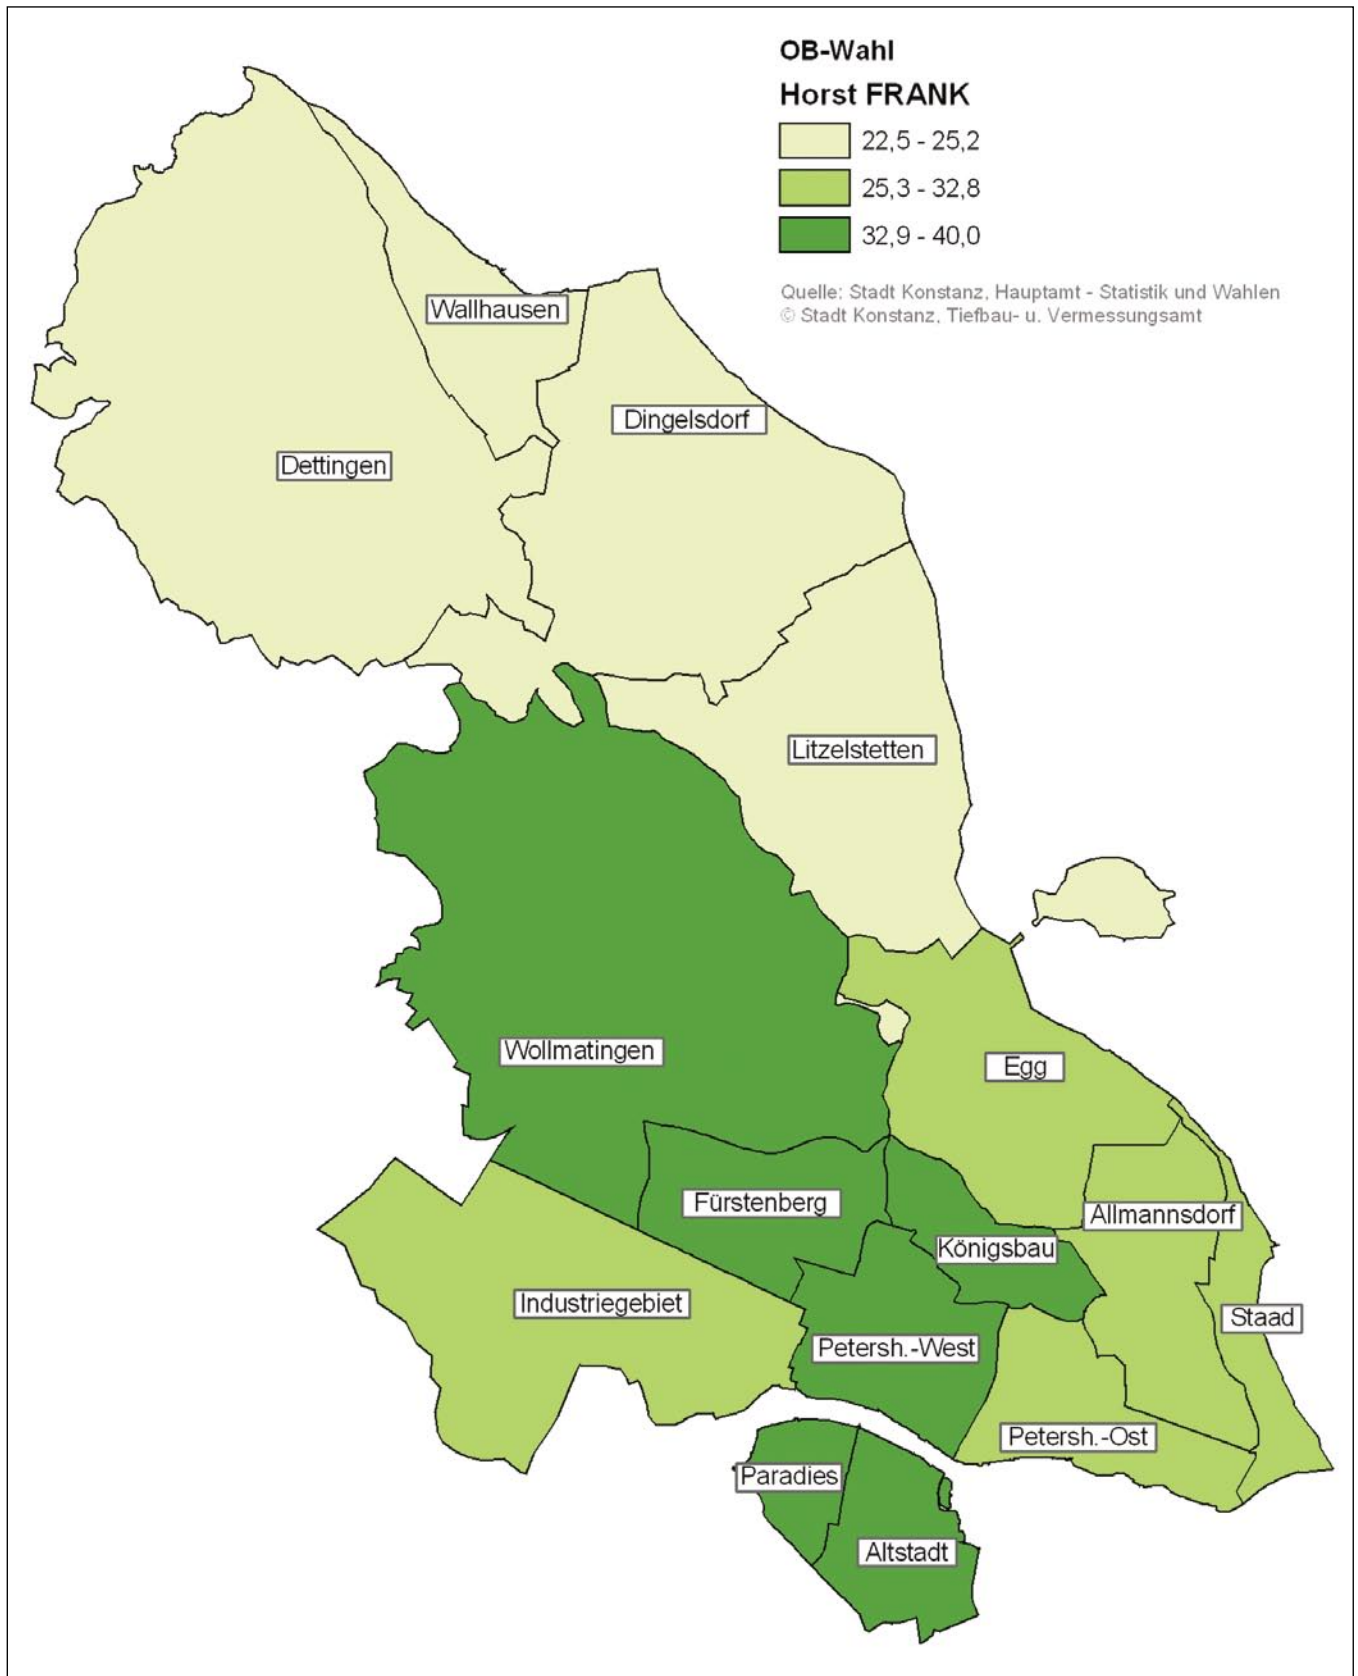 OB-Wahl
Horst FRANK
22,5 - 25,2
25,3 - 32,8
32,9 - 40,0
Quelle: Stadt Konstanz, Hauptamt - Statistik und Wahlen
© Stadt Konstanz, Tiefbau- u. Vermessungsamt
Wallhausen
Dingelsdorf
Dettingen
Litzelstetten
Wollmatingen
Egg
Fürstenberg
Allmannsdorf
Königsbau
Industriegebiet
Staad
Petersh.-West
Petersh.-Ost
Paradies
Altstadt